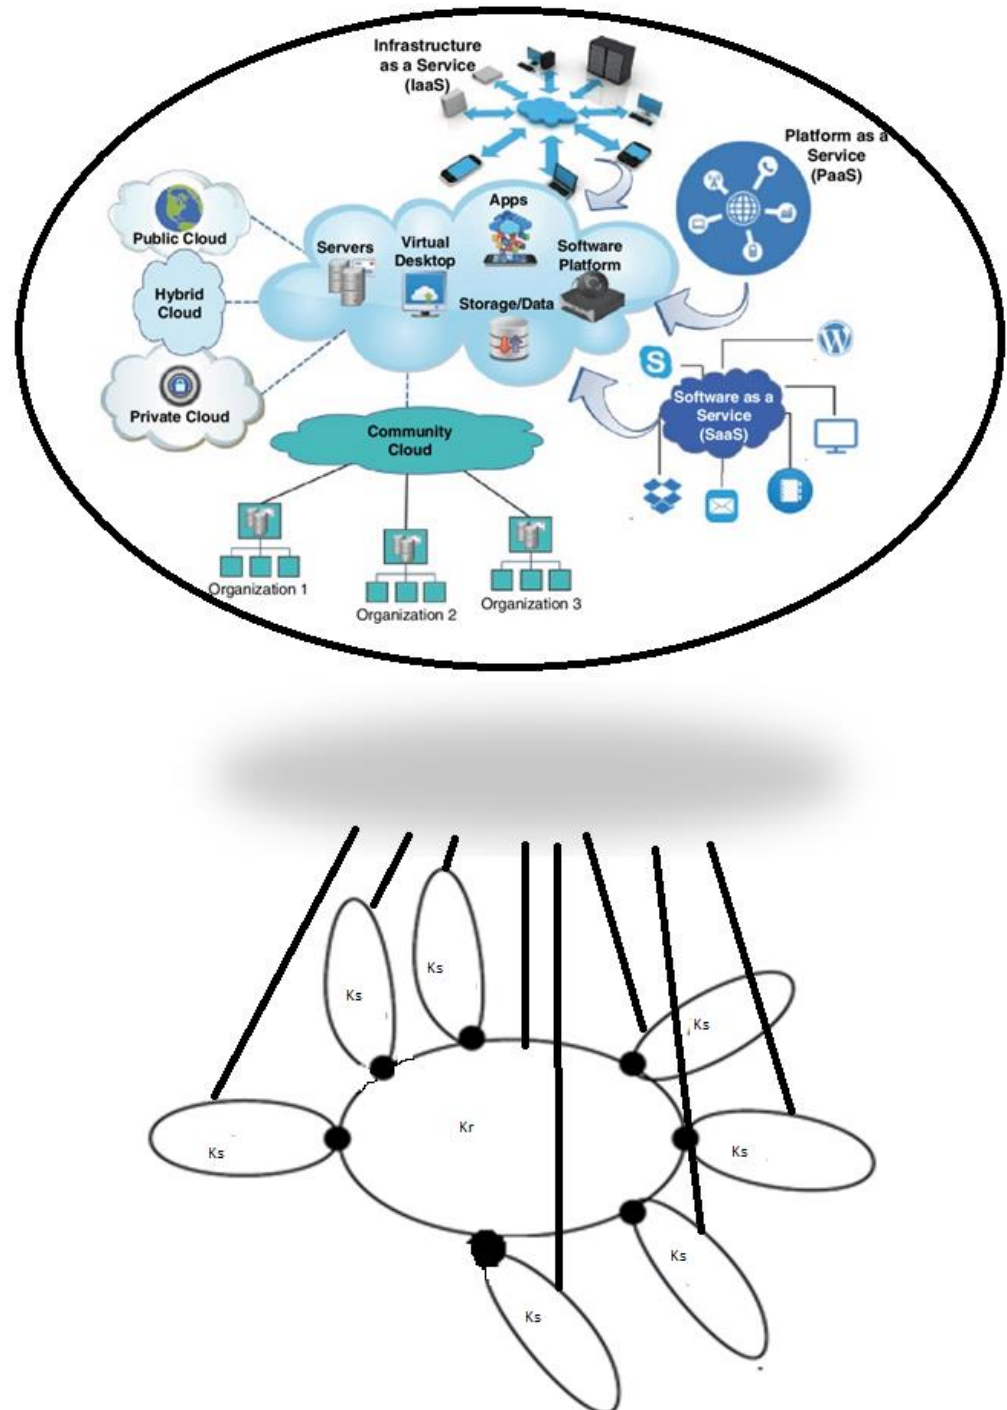 Infrastructure
as a Service
(IaaS)
Platform as a
Service
(PaaS)
Public Cloud
Hybrid
Cloud
Private Cloud
Servers
Virtual
Desktop
Apps
Software
Platform
Storage/Data
Software as a
Service
(SaaS)
Community
Cloud
Organization 1
Organization 2
Organization 3
Ks
Ks
Ks
Kr
Ks
Ks
Ks
Ks